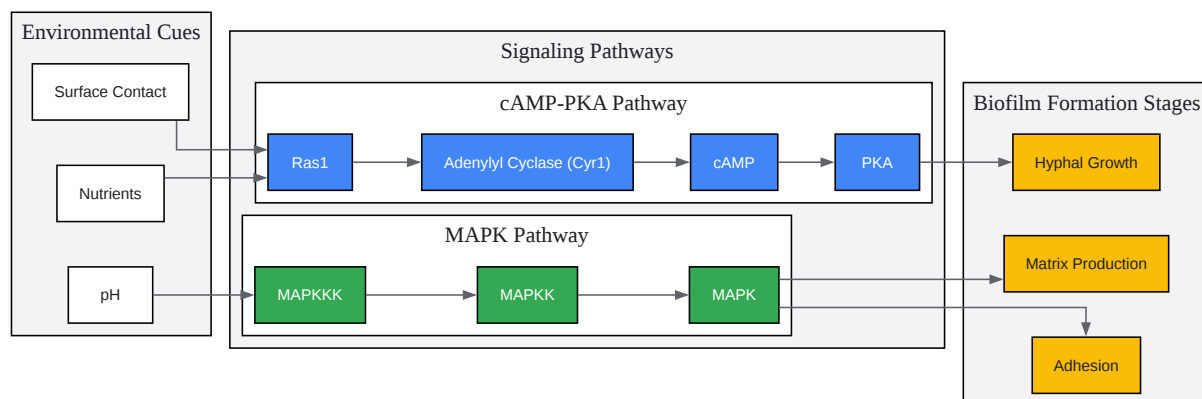 Environmental Cues
Surface Contact
Nutrients
pH
Signaling Pathways
cAMP-PKA Pathway
Ras1
Adenylyl Cyclase (Cyr1)
cAMP
PKA
MAPK Pathway
MAPKKK
MAPKK
MAPK
Biofilm Formation Stages
Hyphal Growth
Matrix Production
Adhesion